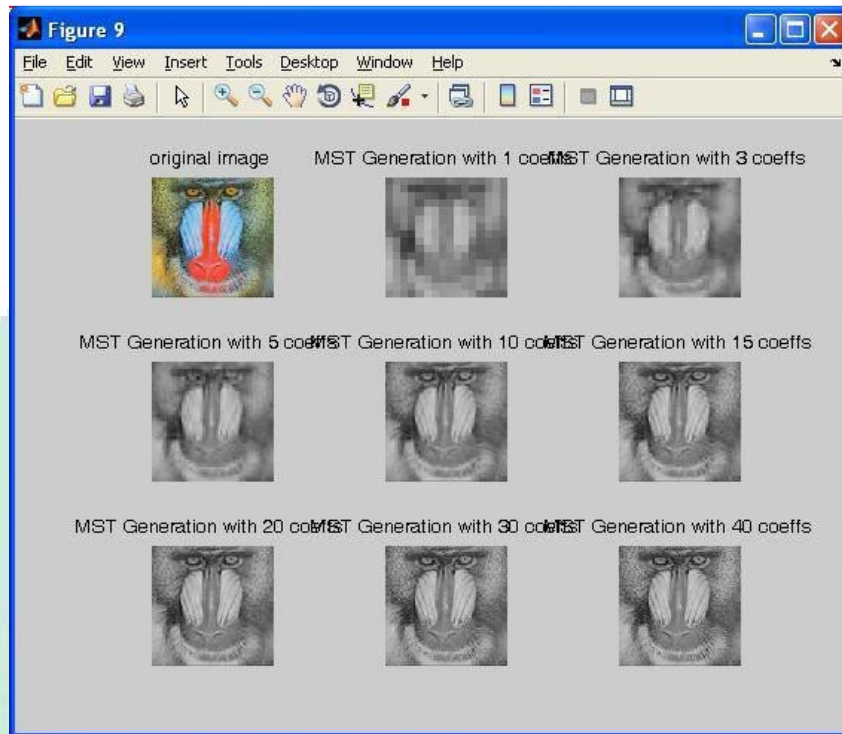 Figure 9
File Edit View Insert Tools Desktop Window Help
original image
MST Generation with 1 coeffs
MST Generation with 3 coeffs
MST Generation with 5 coeffs
MST Generation with 10 coeffs
MST Generation with 15 coeffs
MST Generation with 20 coeffs
MST Generation with 30 coeffs
MST Generation with 40 coeffs